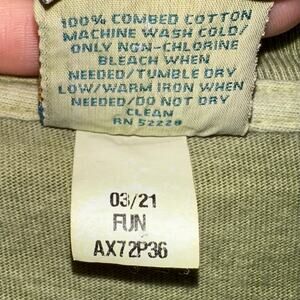 100% COMBED COTTON
MACHINE WASH COLD/
ONLY NON-CHLORINE
BLEACH WHEN
NEEDED/TUMBLE DRY
LOW/WARM IRON WHEN
NEEDED/DO NOT DRY
CLEAN
RN 52228
03/21
FUN
AX72P36